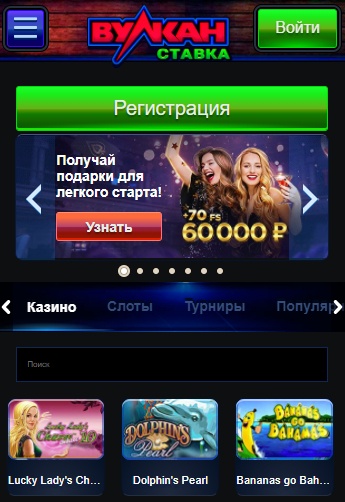 ВУЛКАН
СТАВКА
Войти
Регистрация
Получай
подарки для
легкого старта!
Узнать
+70 FS
60 000 ₽
Казино
Слоты
Турниры
Популяр
Поиск
Lucky Lady's Ch...
Dolphin's Pearl
Bananas go Bah...
Lucky Lady's
Charm
DOLPHIN'S
Pearl
BANANAS
GO
BAHAMAS